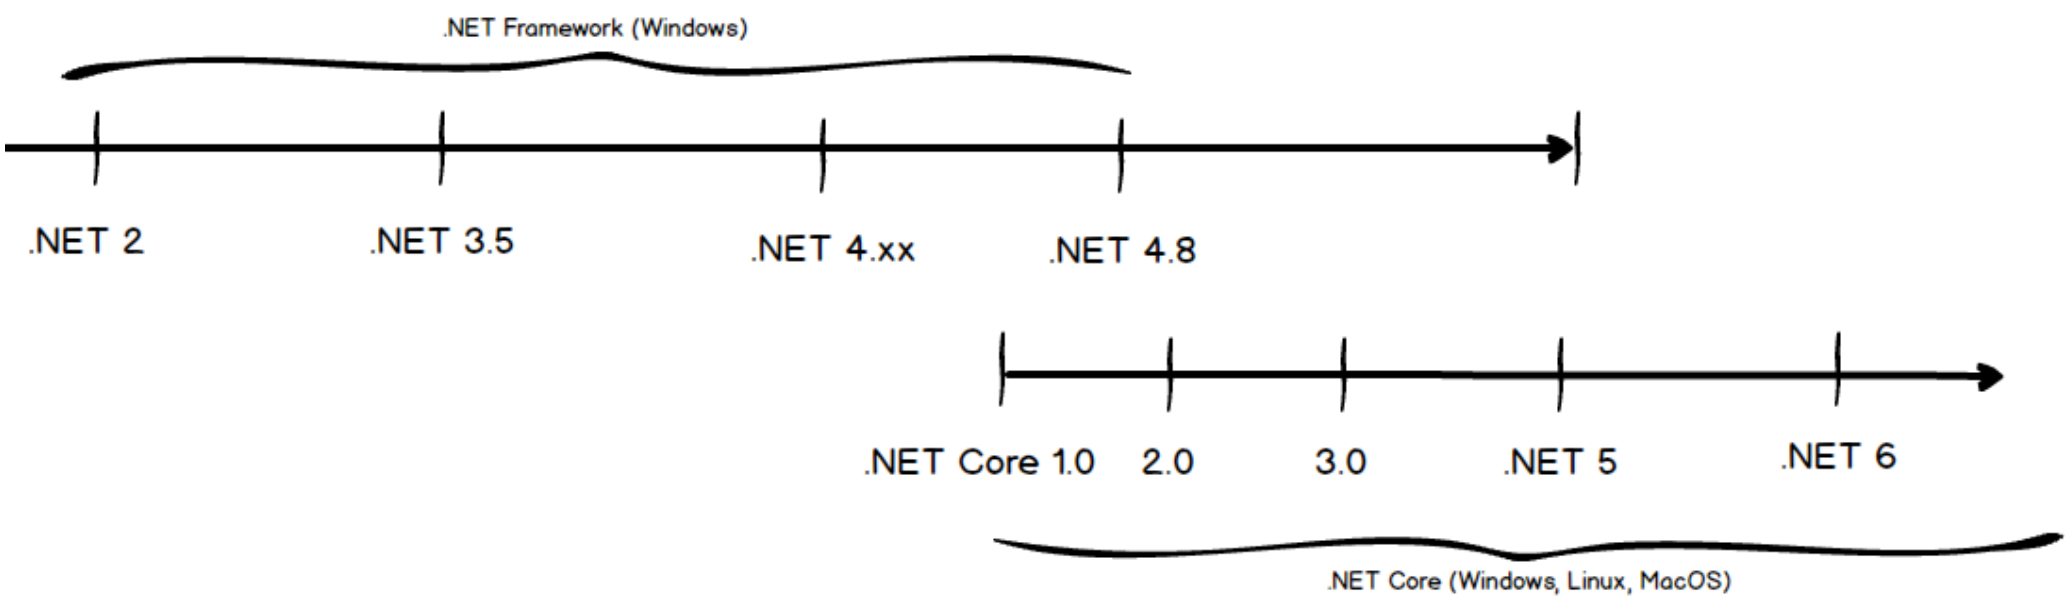 .NET Framework (Windows)
.NET 2
.NET 3.5
.NET 4.xx
.NET 4.8
.NET Core 1.0
2.0
3.0
.NET 5
.NET 6
.NET Core (Windows, Linux, MacOS)